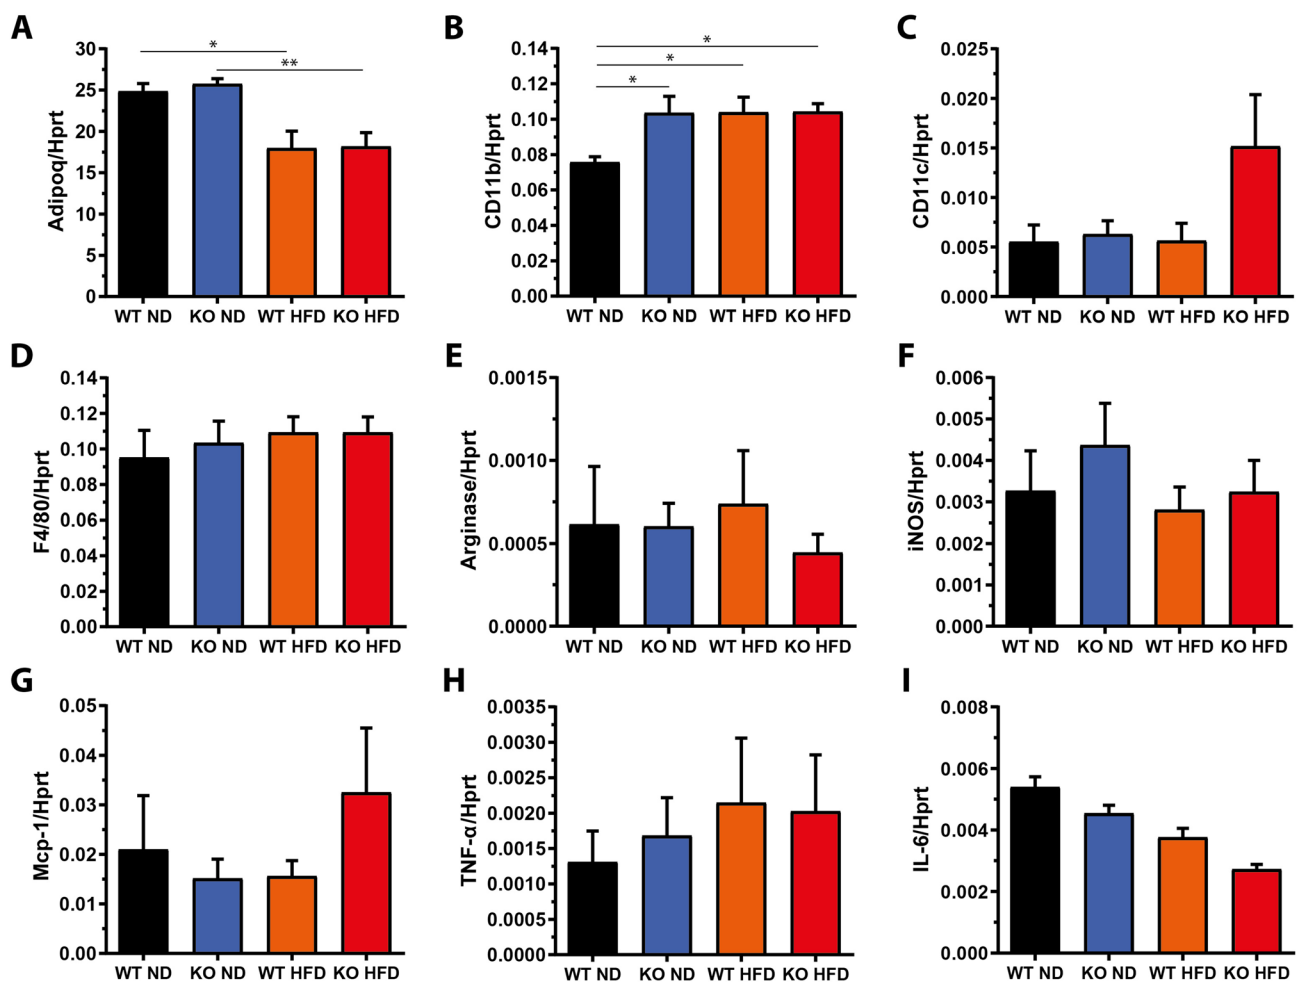 A
Adipoq/Hprt
30
25
20
15
10
5
0
*
**
WT ND
KO ND
WT HFD
KO HFD
B
CD11b/Hprt
0.14
0.12
0.10
0.08
0.06
0.04
0.02
0.00
*
*
*
WT ND
KO ND
WT HFD
KO HFD
C
CD11c/Hprt
0.025
0.020
0.015
0.010
0.005
0.000
WT ND
KO ND
WT HFD
KO HFD
D
F4/80/Hprt
0.14
0.12
0.10
0.08
0.06
0.04
0.02
0.00
WT ND
KO ND
WT HFD
KO HFD
E
Arginase/Hprt
0.0015
0.0010
0.0005
0.0000
WT ND
KO ND
WT HFD
KO HFD
F
iNOS/Hprt
0.006
0.005
0.004
0.003
0.002
0.001
0.000
WT ND
KO ND
WT HFD
KO HFD
G
Mcp-1/Hprt
0.05
0.04
0.03
0.02
0.01
0.00
WT ND
KO ND
WT HFD
KO HFD
H
TNF-α/Hprt
0.0035
0.0030
0.0025
0.0020
0.0015
0.0010
0.0005
0.0000
WT ND
KO ND
WT HFD
KO HFD
I
IL-6/Hprt
0.008
0.006
0.004
0.002
0.000
WT ND
KO ND
WT HFD
KO HFD